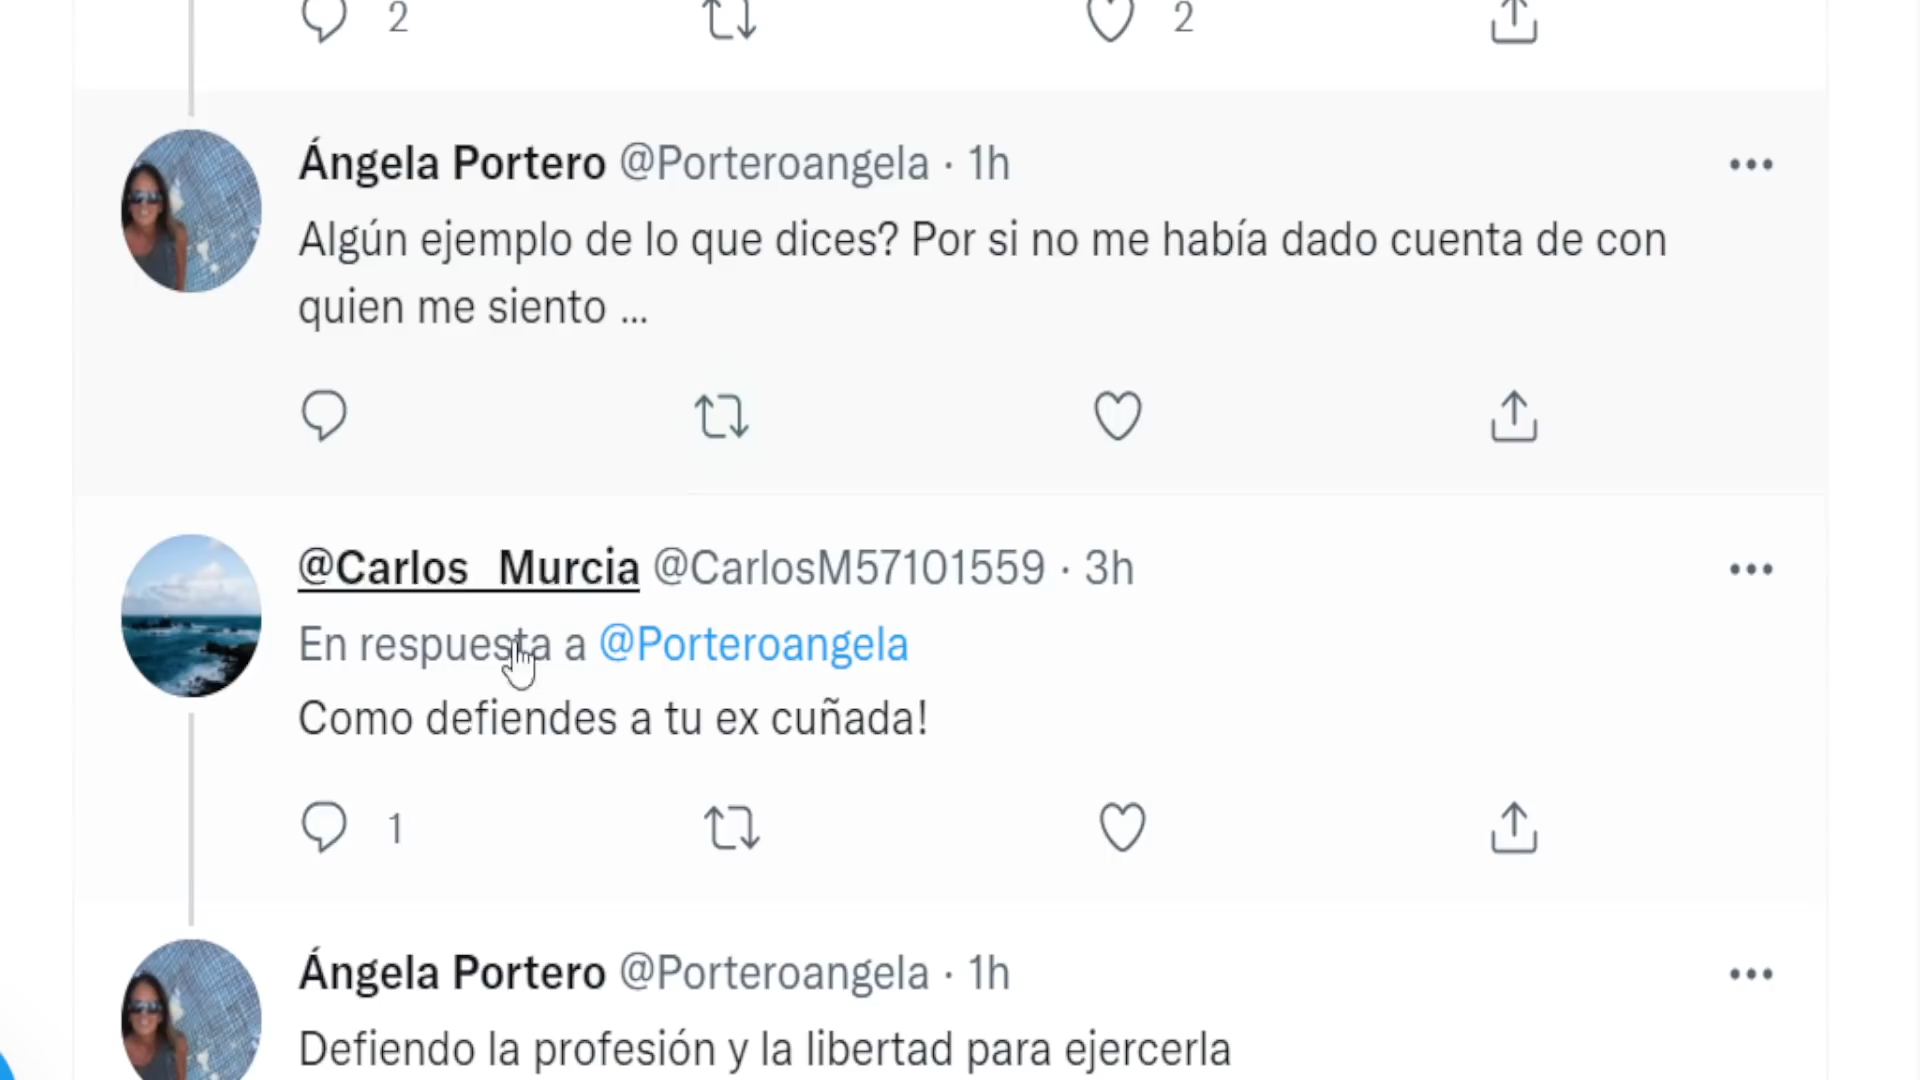 2 2
Ángela Portero @Porteroangela · 1h
Algún ejemplo de lo que dices? Por si no me había dado cuenta de con
quien me siento ...
@Carlos_Murcia @CarlosM57101559 · 3h
En respuesta a @Porteroangela
Como defiendes a tu ex cuñada!
1
Ángela Portero @Porteroangela · 1h
Defiendo la profesión y la libertad para ejercerla